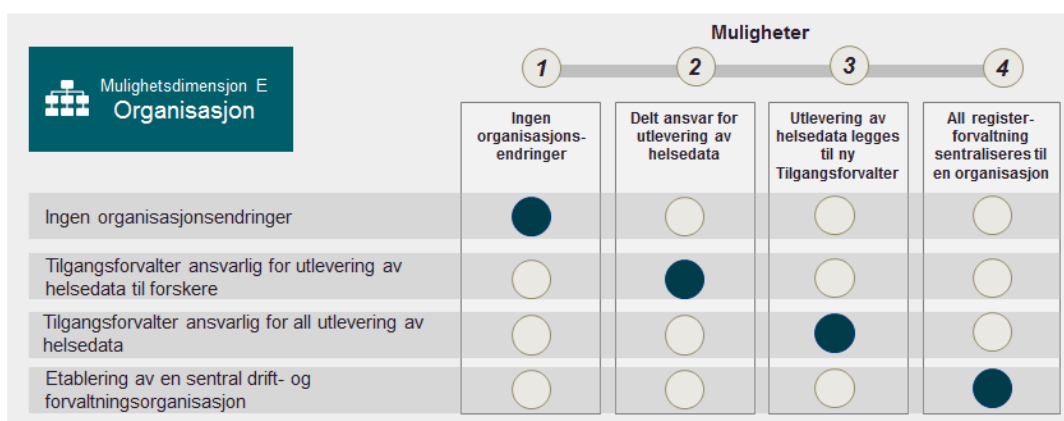 Muligheter
Mulighetsdimensjon E
Organisasjon
1
2
3
4
Ingen
organisasjons-
endringer
Delt ansvar for
utlevering av
helsedata
Utlevering av
helsedata legges
til ny
Tilgangsforvalter
All register-
forvaltning
sentraliseres til
en organisasjon
Ingen organisasjonsendringer
Tilgangsforvalter ansvarlig for utlevering av
helsedata til forskere
Tilgangsforvalter ansvarlig for all utlevering av
helsedata
Etablering av en sentral drift- og
forvaltningsorganisasjon